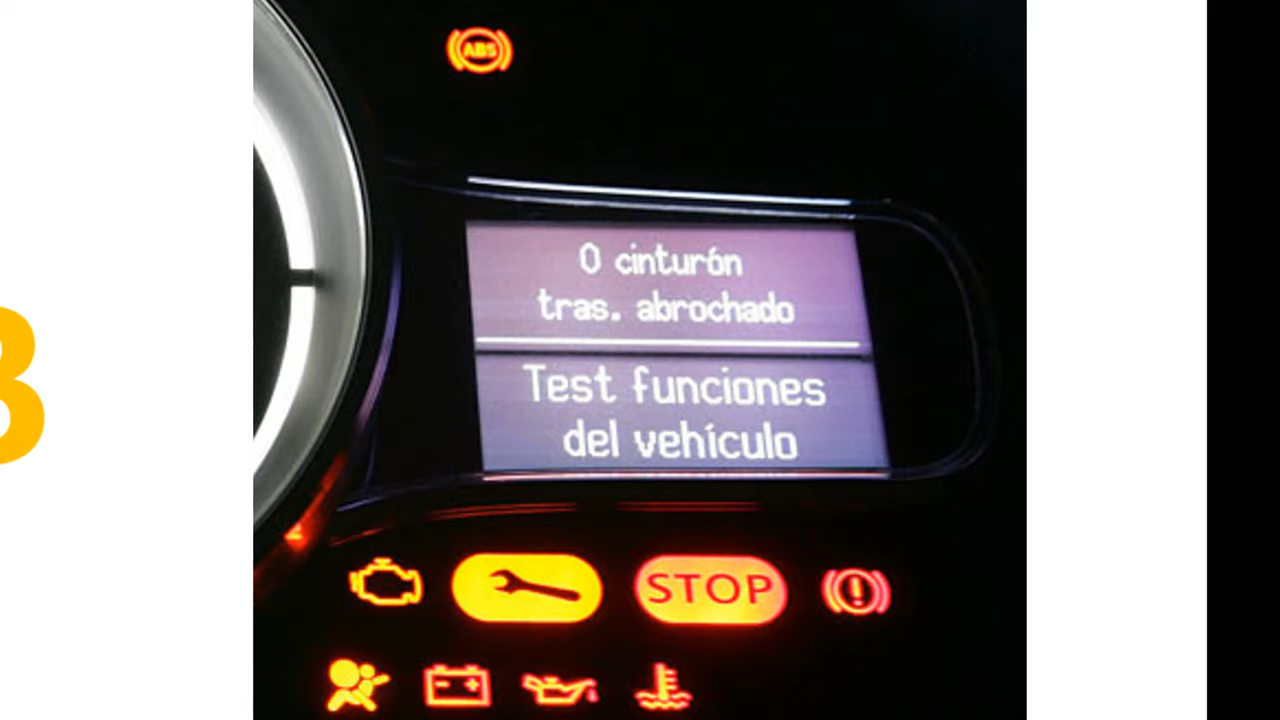 ABS
0 cinturón
tras. abrochado
Test funciones
del vehículo
STOP